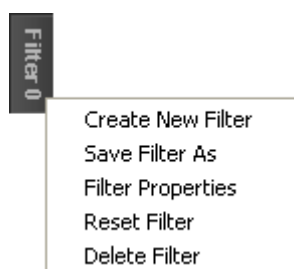 Filter 0
Create New Filter
Save Filter As
Filter Properties
Reset Filter
Delete Filter